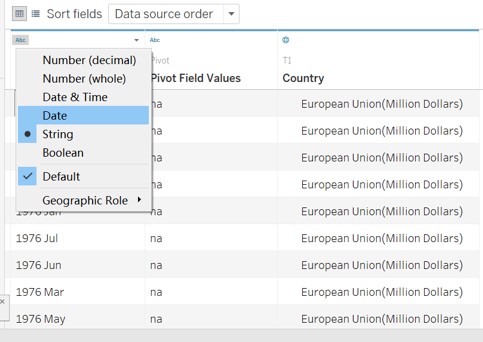 Sort fields Data source order
Abc Abc
Number (decimal)
Number (whole)
Date & Time
Date
String
Boolean
Default
Geographic Role
Pivot T1
Pivot Field Values Country
na European Union(Million Dollars)
na European Union(Million Dollars)
na European Union(Million Dollars)
na European Union(Million Dollars)
1976 Jan na European Union(Million Dollars)
1976 Jul na European Union(Million Dollars)
1976 Jun na European Union(Million Dollars)
1976 Mar na European Union(Million Dollars)
1976 May na European Union(Million Dollars)